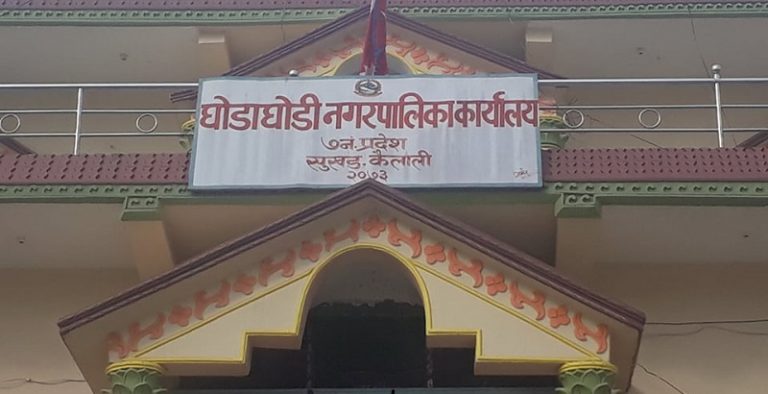 घोडाघोडी नगरपालिका कार्यालय
७नं. प्रदेश
सुखड, कैलाली
२०७३